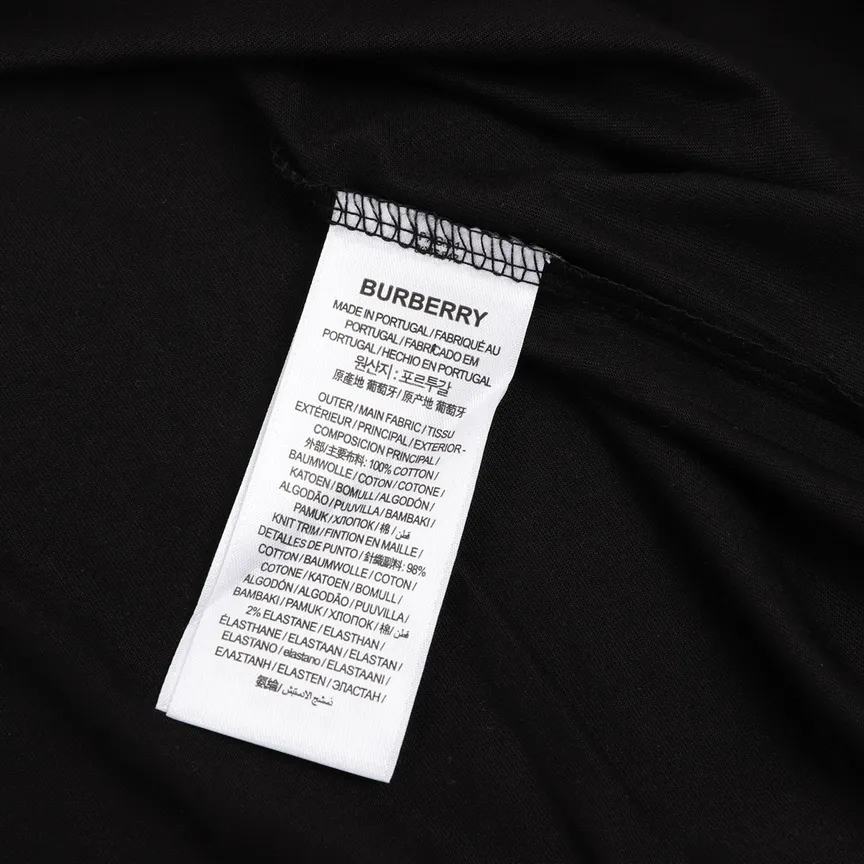 BURBERRY
MADE IN PORTUGAL / FABRIQUÉ AU
PORTUGAL / FABRICADO EM
PORTUGAL / HECHO EN PORTUGAL
원산지 : 포르투갈
原產地 葡萄牙 / 原产地 葡萄牙
OUTER / MAIN FABRIC / TISSU
EXTÉRIEUR / PRINCIPAL / EXTERIOR -
COMPOSICION PRINCIPAL /
外部/主要布料: 100% COTTON /
BAUMWOLLE / COTON / COTONE /
KATOEN / BOMULL / ALGODÓN /
ALGODÃO / PUUVILLA / BAMBAKI /
PAMUK / ХЛОПОК / 棉 / قطن
KNIT TRIM / FINTION EN MAILLE /
DETALLES DE PUNTO / 針織副料: 98%
COTTON / BAUMWOLLE / COTON /
COTONE / KATOEN / BOMULL /
ALGODÓN / ALGODÃO / PUUVILLA /
BAMBAKI / PAMUK / ХЛОПОК / 棉 / قطن
2% ELASTANE / ELASTHAN /
ÉLASTHANE / ELASTAAN / ELASTAN /
ELASTANO / elastano / ELASTAANI /
ΕΛΑΣΤΑΝΗ / ELASTEN / ЭЛАСТАН /
氨綸 /